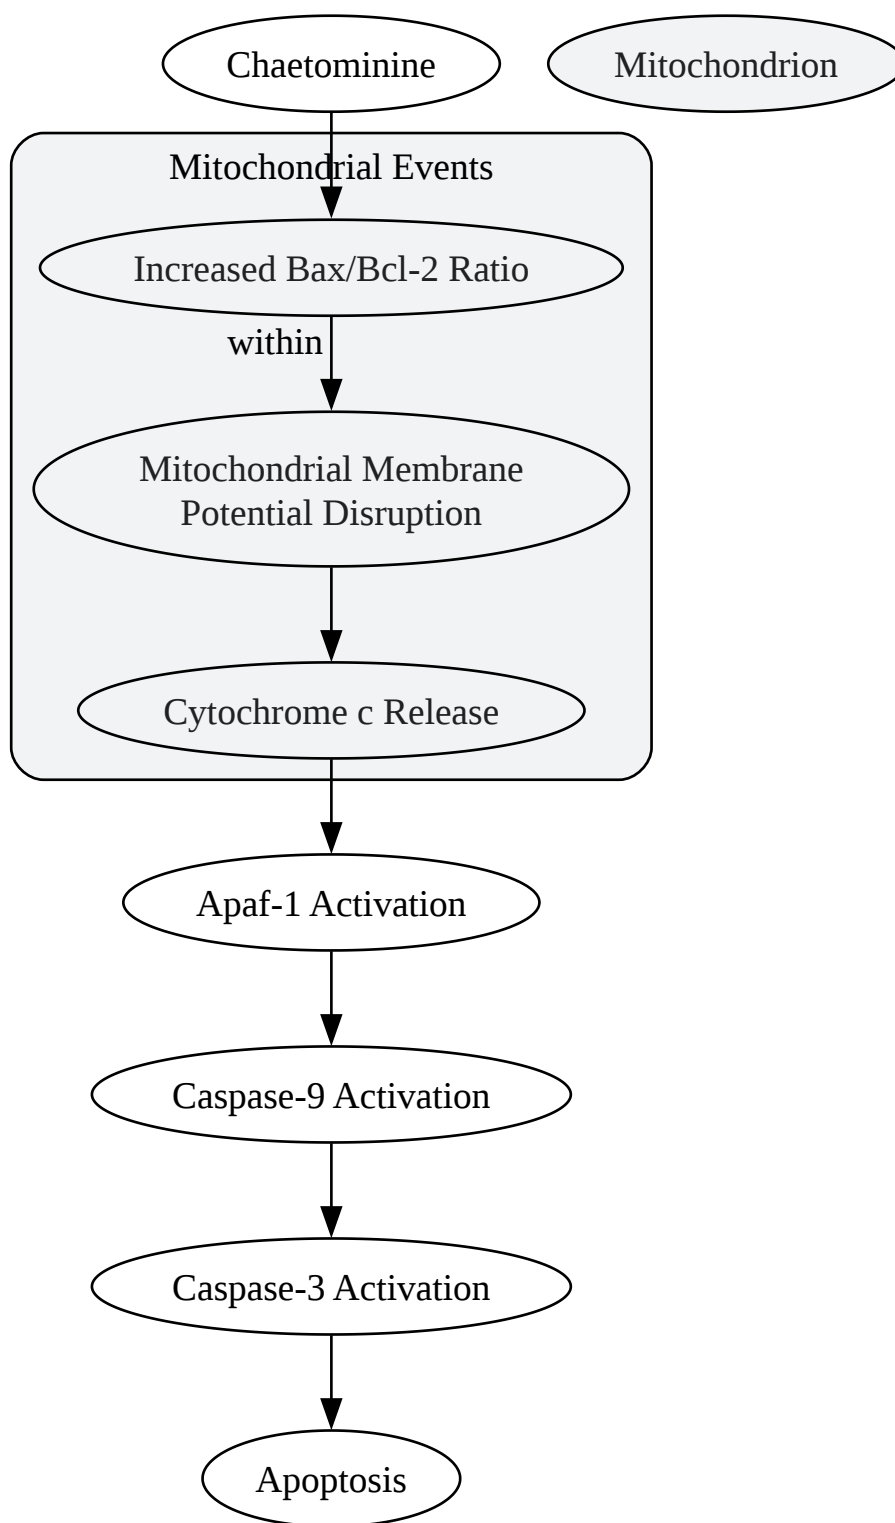 Chaetominine
Mitochondrion
Mitochondrial Events
Increased Bax/Bcl-2 Ratio
within
Mitochondrial Membrane
Potential Disruption
Cytochrome c Release
Apaf-1 Activation
Caspase-9 Activation
Caspase-3 Activation
Apoptosis